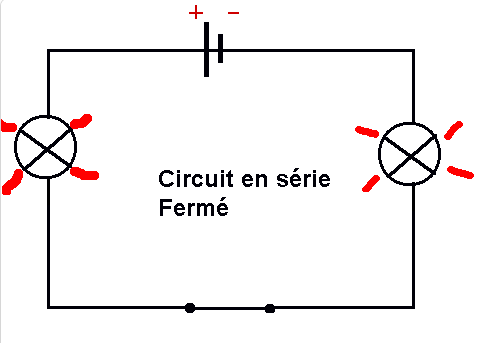 + −
Circuit en série
Fermé